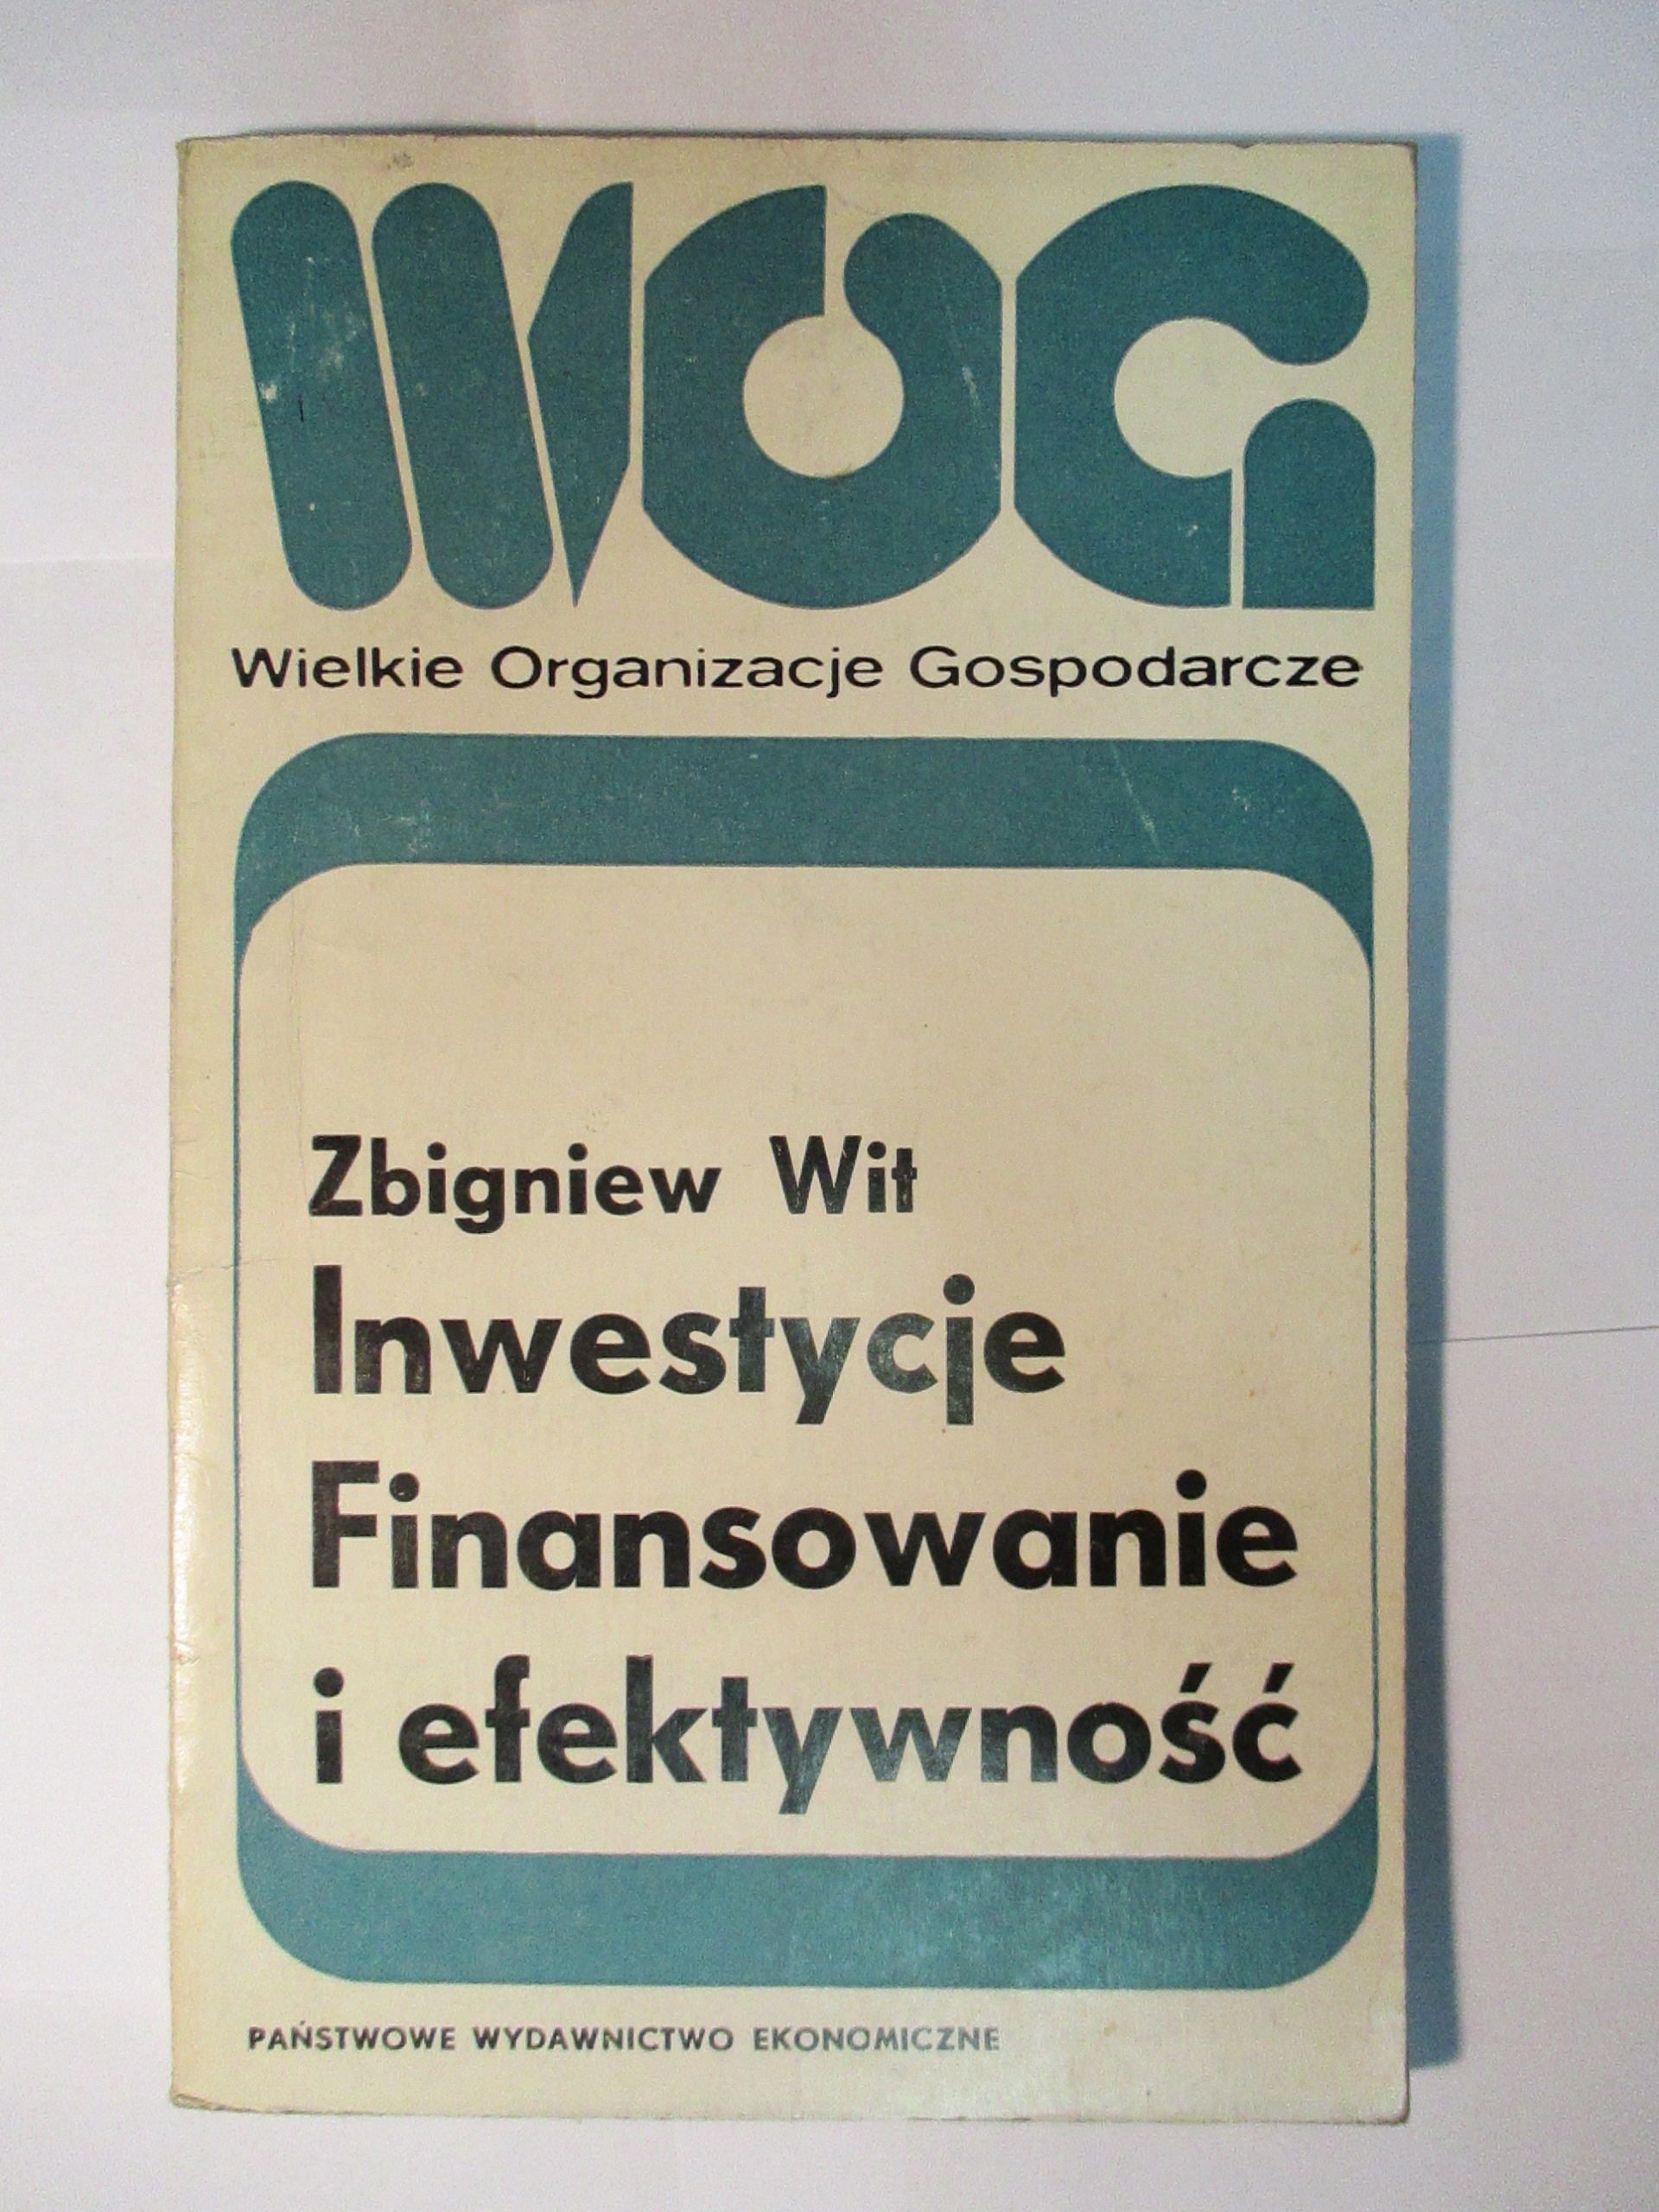 WOG
Wielkie Organizacje Gospodarcze
Zbigniew Wit
Inwestycje
Finansowanie
i efektywność
PAŃSTWOWE WYDAWNICTWO EKONOMICZNE